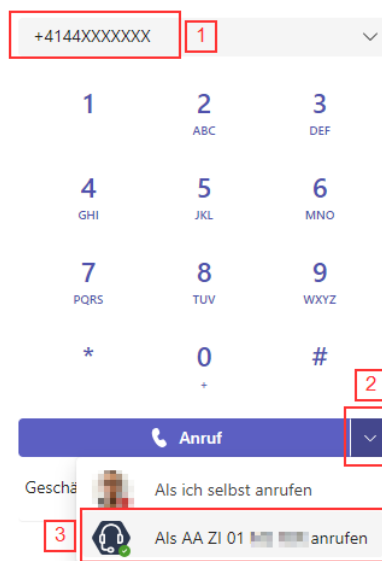 +4144XXXXXXX 1
1 2 3
ABC DEF
4 5 6
GHI JKL MNO
7 8 9
PQRS TUV WXYZ
* 0 #
+
2
Anruf
Geschä Als ich selbst anrufen
3 Als AA ZI 01 anrufen